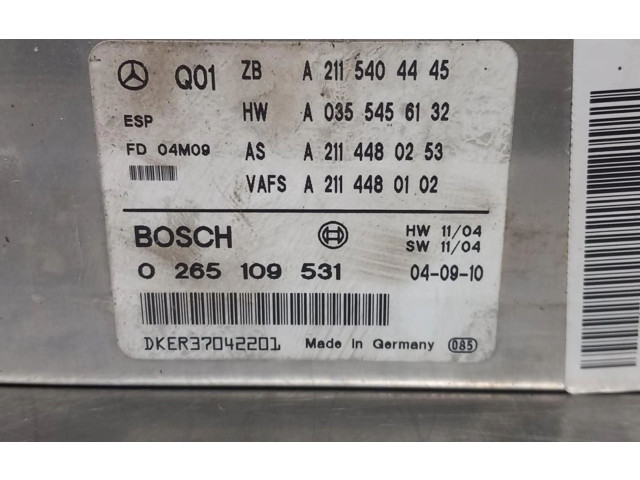 Q01 ZB A 211 540 44 45
ESP HW A 035 545 61 32
FD 04M09 AS A 211 448 02 53
VAFS A 211 448 01 02
BOSCH HW 11/04
SW 11/04
0 265 109 531 04-09-10
DKER37042201 Made in Germany 085